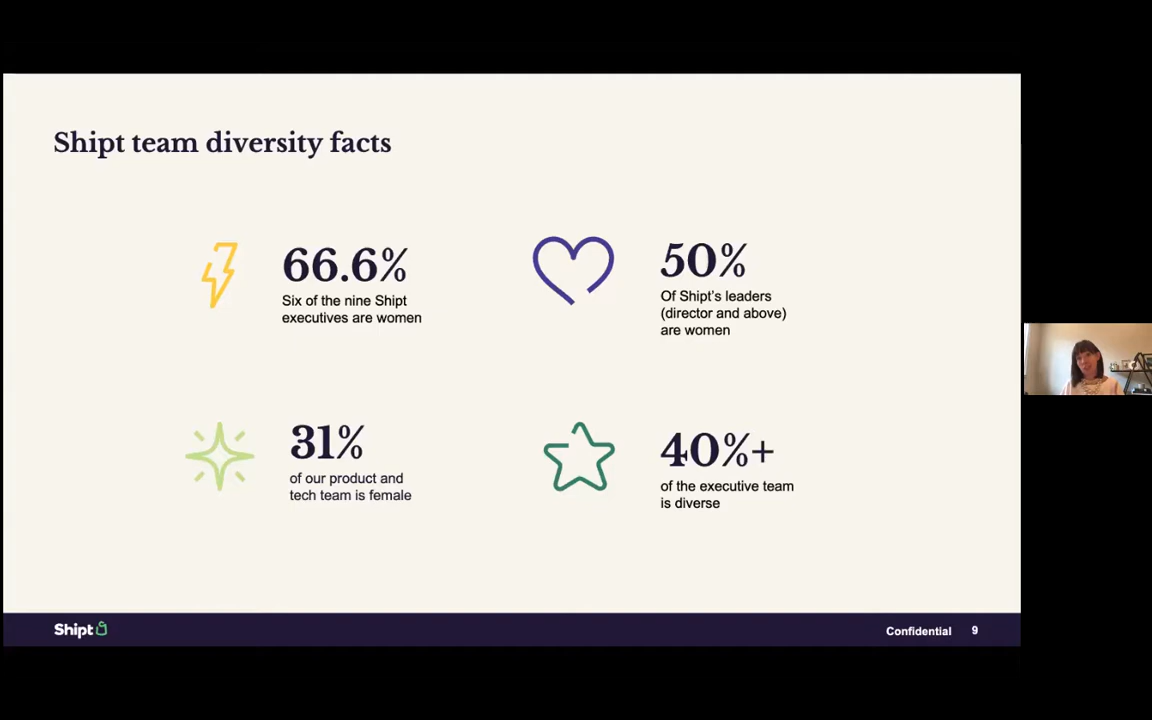 Shipt team diversity facts
66.6%
Six of the nine Shipt
executives are women
50%
Of Shipt's leaders
(director and above)
are women
31%
of our product and
tech team is female
40%+
of the executive team
is diverse
Shipt
Confidential 9